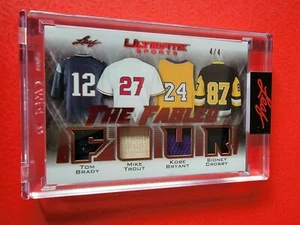 Leaf
ULTIMATE
SPORTS
4/4
12
27
24
87
THE FABLED
FOUR
TOM
BRADY
MIKE
TROUT
KOBE
BRYANT
SIDNEY
CROSBY
Leaf